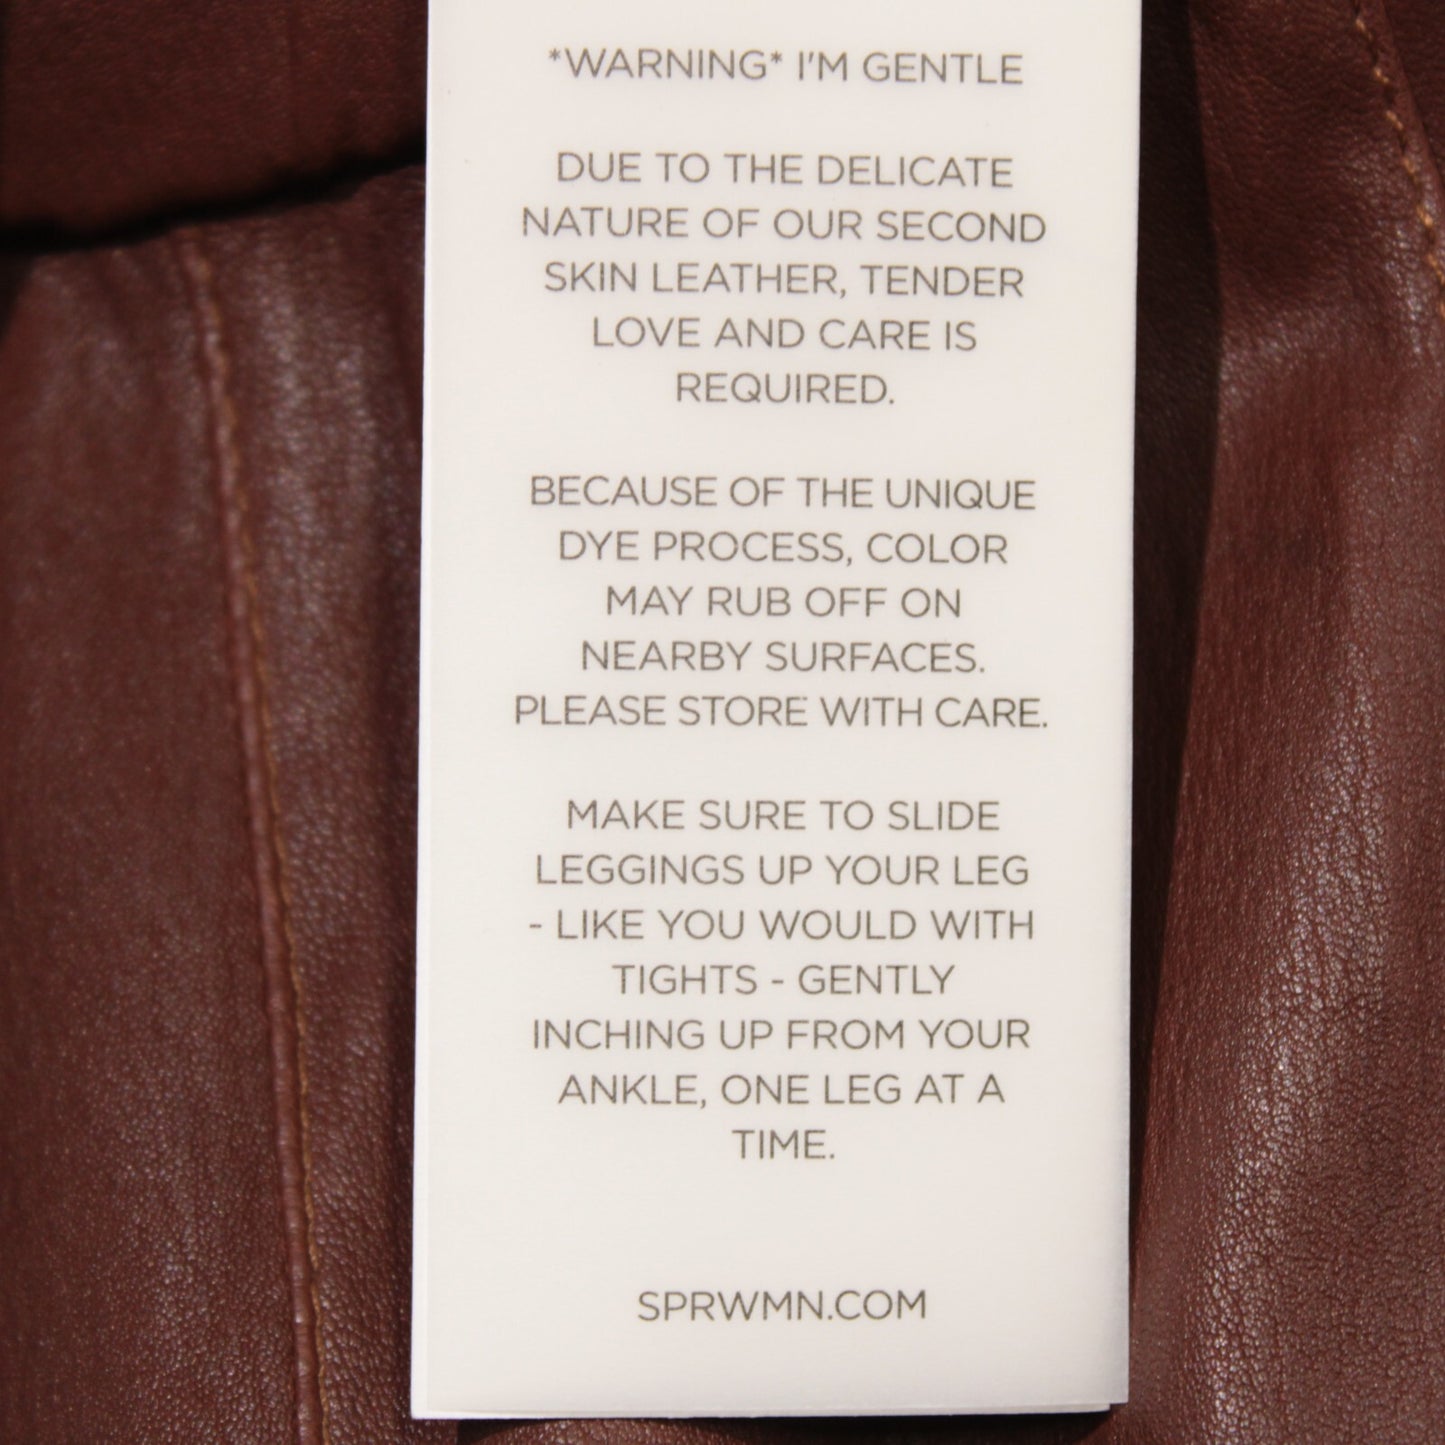 *WARNING* I'M GENTLE
DUE TO THE DELICATE
NATURE OF OUR SECOND
SKIN LEATHER, TENDER
LOVE AND CARE IS
REQUIRED.
BECAUSE OF THE UNIQUE
DYE PROCESS, COLOR
MAY RUB OFF ON
NEARBY SURFACES.
PLEASE STORE WITH CARE.
MAKE SURE TO SLIDE
LEGGINGS UP YOUR LEG
- LIKE YOU WOULD WITH
TIGHTS - GENTLY
INCHING UP FROM YOUR
ANKLE, ONE LEG AT A
TIME.
SPRWMN.COM